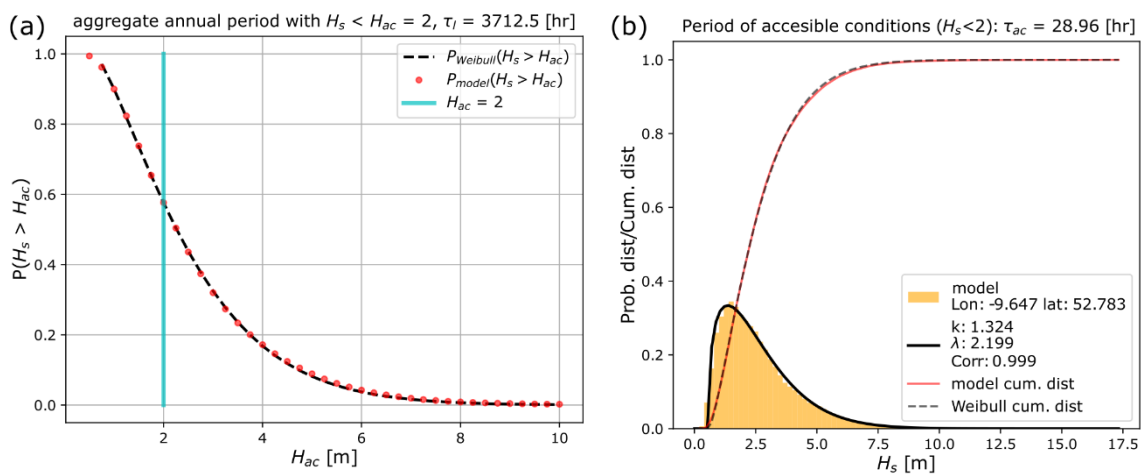 (a) aggregate annual period with Hs < Hac = 2, τl = 3712.5 [hr]
PWeibull(Hs > Hac)
Pmodel(Hs > Hac)
Hac = 2
P(Hs > Hac)
1.0
0.8
0.6
0.4
0.2
0.0
2
4
6
8
10
Hac [m]
(b) Period of accesible conditions (Hs<2): τac = 28.96 [hr]
Prob. dist/Cum. dist
1.0
0.8
0.6
0.4
0.2
0.0
model
Lon: -9.647 lat: 52.783
k: 1.324
λ: 2.199
Corr: 0.999
model cum. dist
Weibull cum. dist
0.0
2.5
5.0
7.5
10.0
12.5
15.0
17.5
Hs [m]